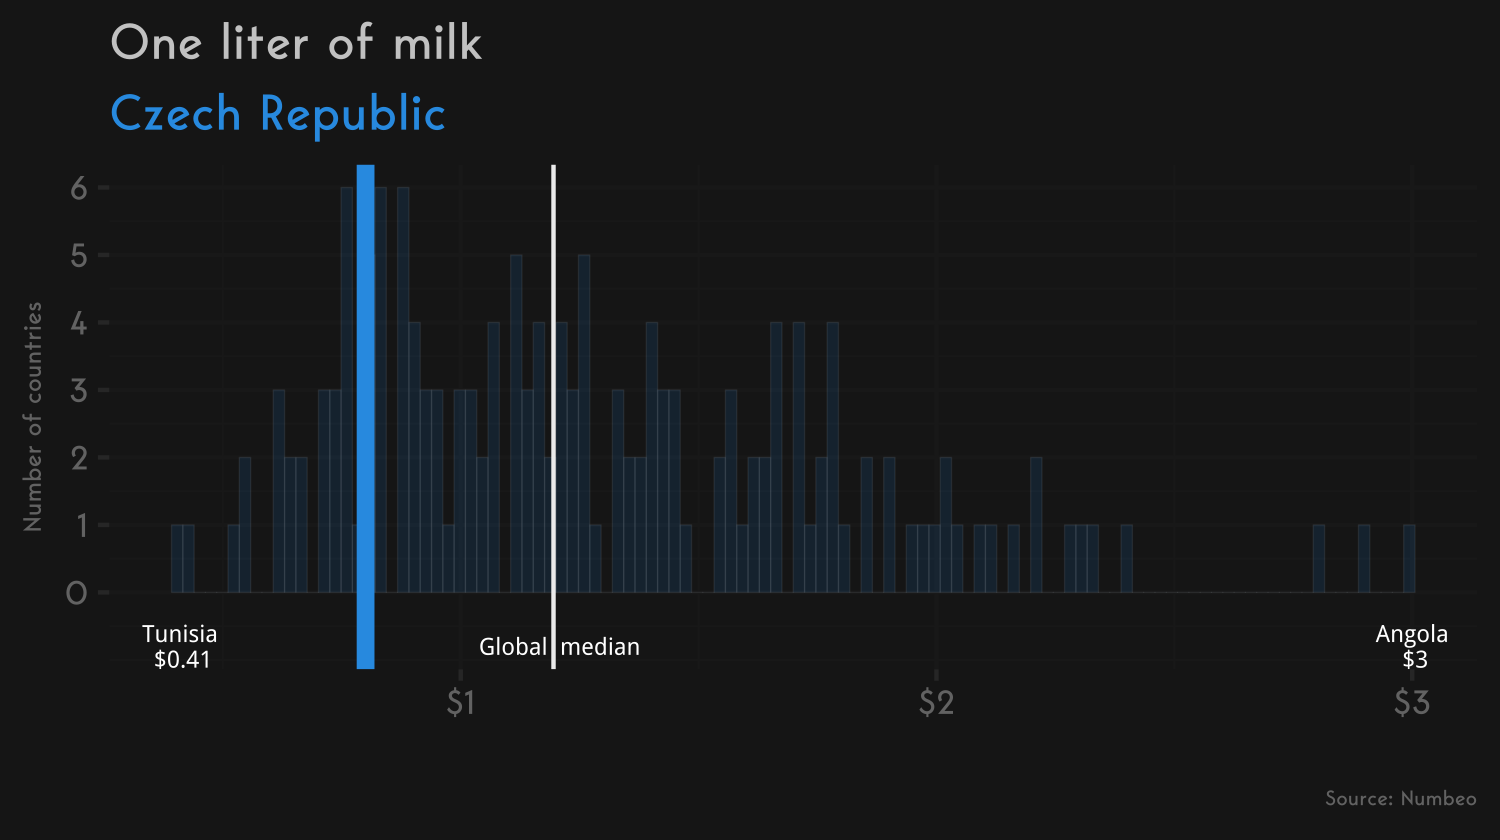 One liter of milk
Czech Republic
Number of countries
6
5
4
3
2
1
0
Tunisia
$0.41
Global median
Angola
$3
$1
$2
$3
Source: Numbeo